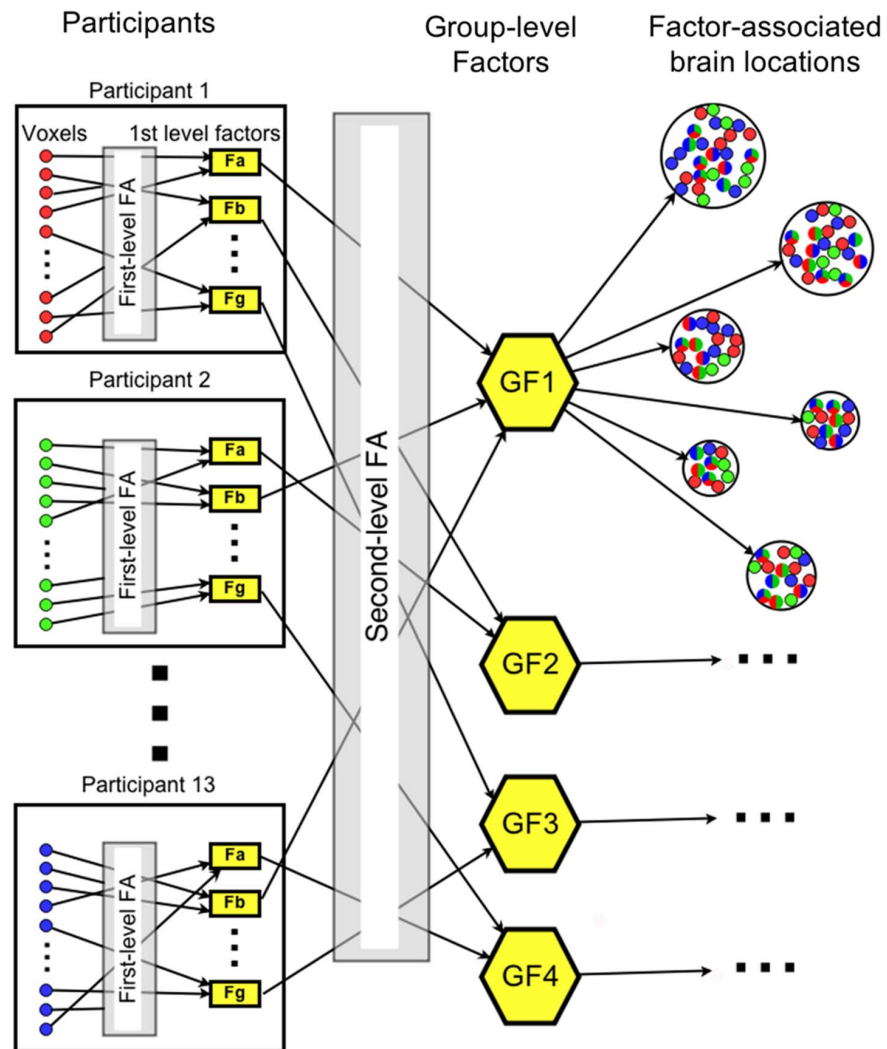 Participants
Group-level
Factors
Factor-associated
brain locations
Participant 1
Voxels
1st level factors
First-level FA
Fa
Fb
Fg
Participant 2
First-level FA
Fa
Fb
Fg
Participant 13
First-level FA
Fa
Fb
Fg
Second-level FA
GF1
GF2
GF3
GF4